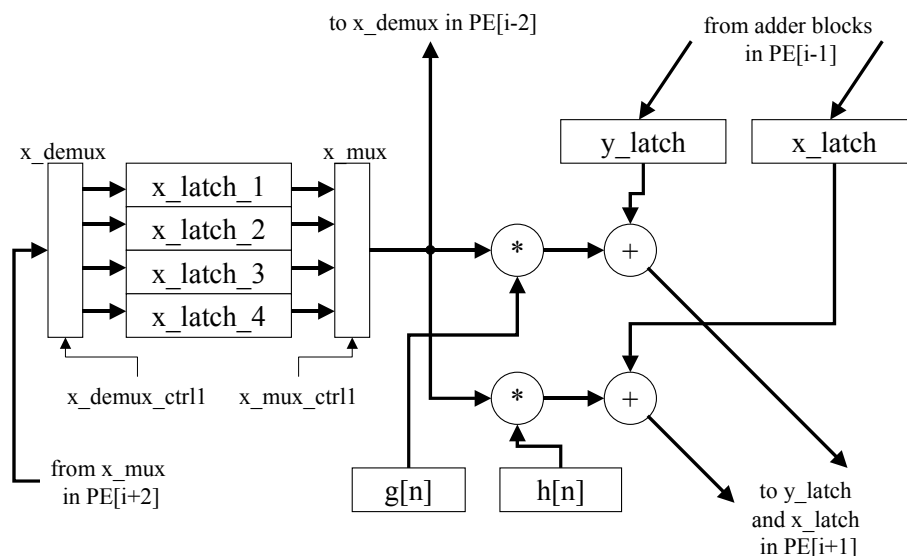 to x_demux in PE[i-2]
from adder blocks
in PE[i-1]
x_demux
x_mux
y_latch
x_latch
x_latch_1
x_latch_2
x_latch_3
x_latch_4
*
+
*
+
x_demux_ctrl1
x_mux_ctrl1
from x_mux
in PE[i+2]
g[n]
h[n]
to y_latch
and x_latch
in PE[i+1]